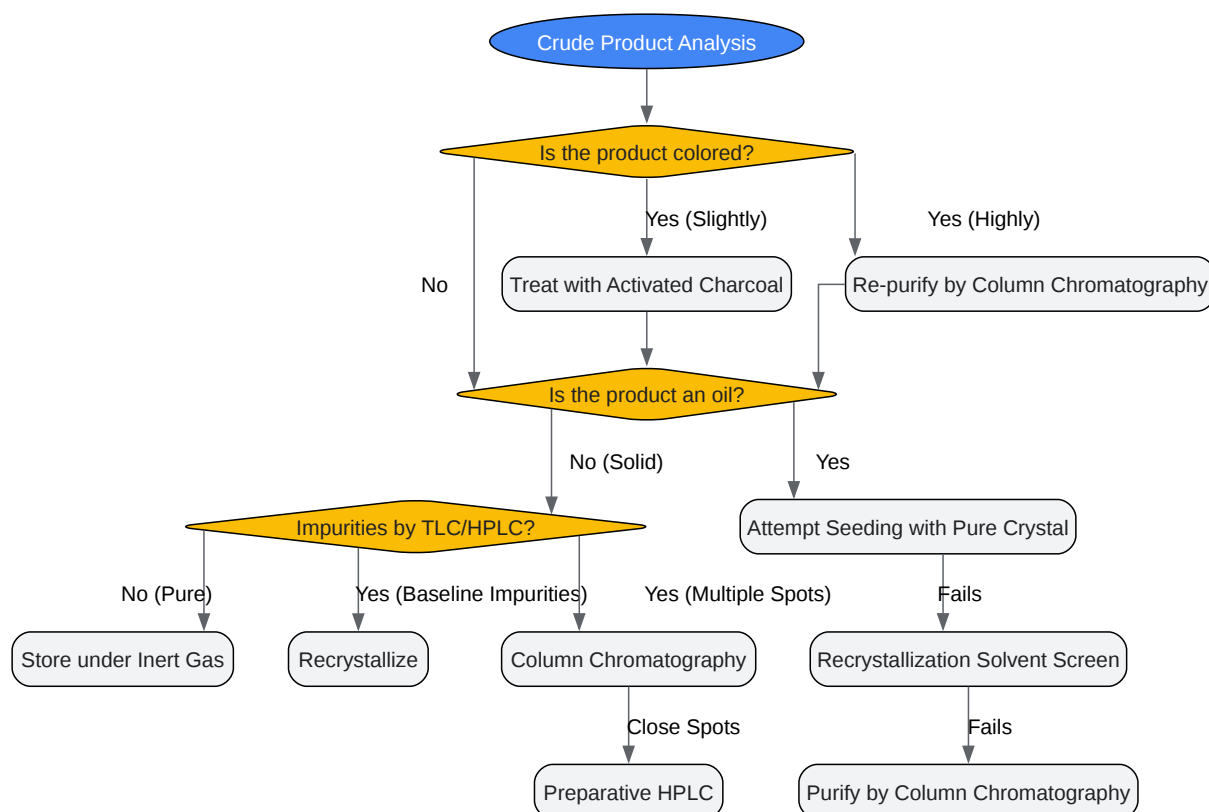 Crude Product Analysis
Is the product colored?
Yes (Slightly)
Yes (Highly)
No
Treat with Activated Charcoal
Re-purify by Column Chromatography
Is the product an oil?
No (Solid)
Yes
Impurities by TLC/HPLC?
Attempt Seeding with Pure Crystal
No (Pure)
Yes (Baseline Impurities)
Yes (Multiple Spots)
Fails
Store under Inert Gas
Recrystallize
Column Chromatography
Recrystallization Solvent Screen
Close Spots
Fails
Preparative HPLC
Purify by Column Chromatography